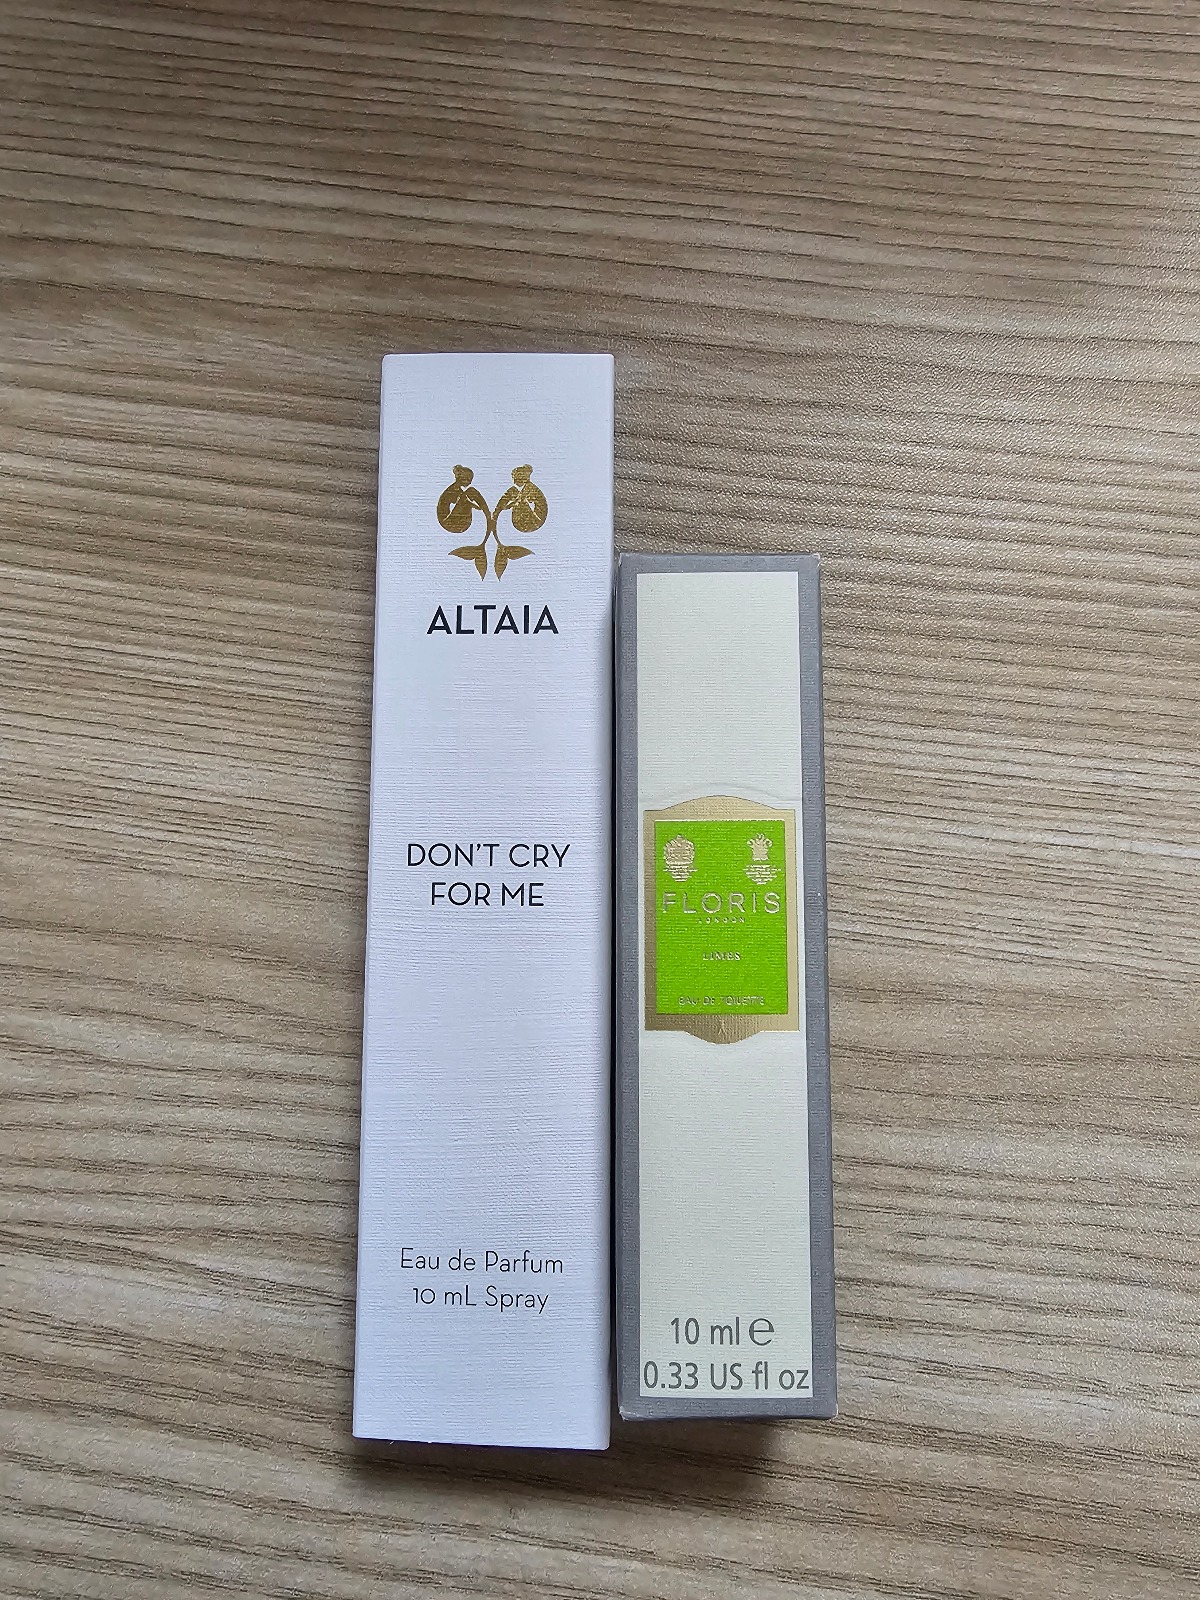 ALTAIA
DON'T CRY
FOR ME
Eau de Parfum
10 mL Spray
FLORIS
LONDON
LIMES
EAU DE TOILETTE
10 ml ℮
0.33 US fl oz